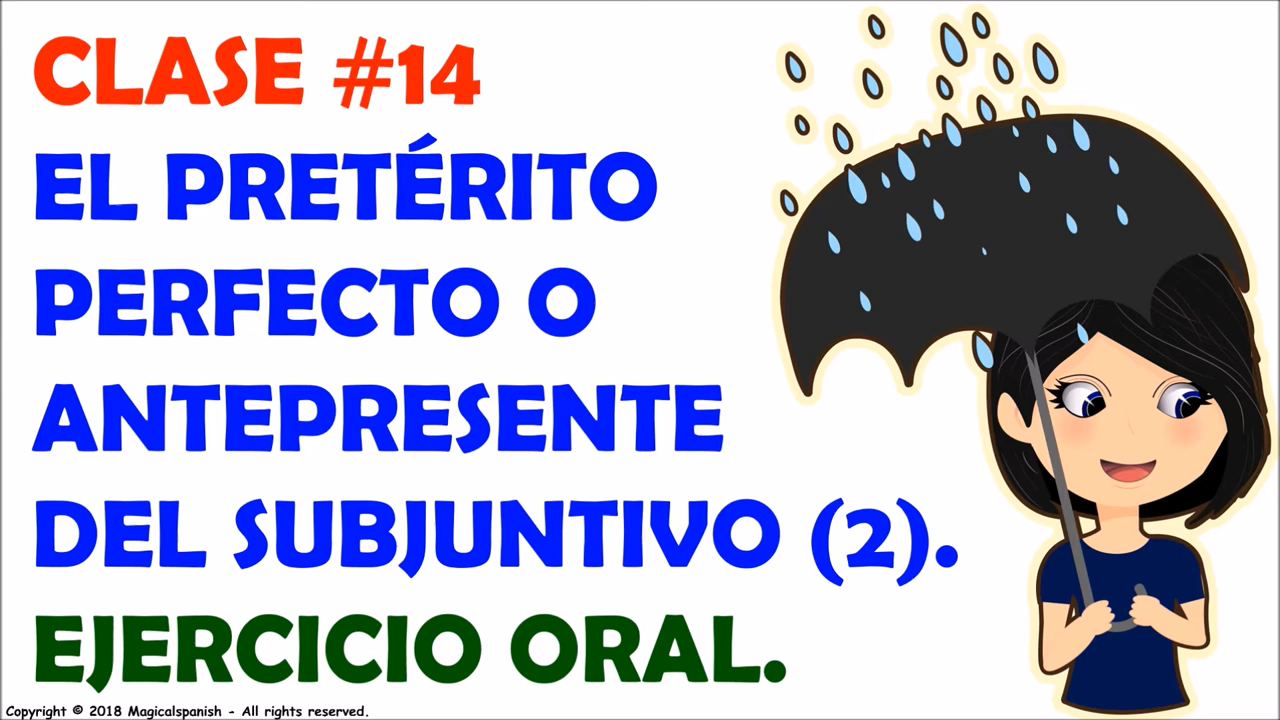 CLASE #14
EL PRETÉRITO
PERFECTO O
ANTEPRESENTE
DEL SUBJUNTIVO (2).
EJERCICIO ORAL.
Copyright © 2018 Magicalspanish - All rights reserved.